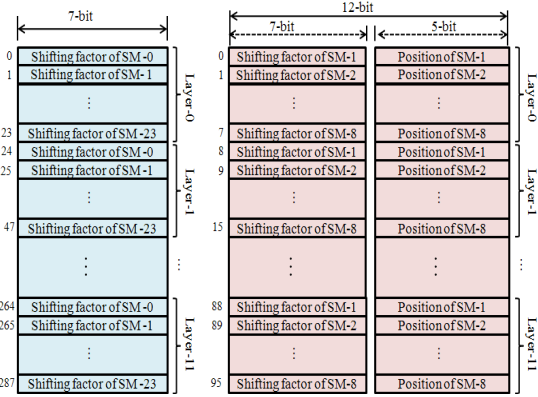 7-bit
0 Shifting factor of SM-0
1 Shifting factor of SM-1
⋮
23 Shifting factor of SM-23
Layer-0
24 Shifting factor of SM-0
25 Shifting factor of SM-1
⋮
47 Shifting factor of SM-23
Layer-1
⋮
264 Shifting factor of SM-0
265 Shifting factor of SM-1
⋮
287 Shifting factor of SM-23
Layer-11
12-bit
7-bit 5-bit
0 Shifting factor of SM-1 Position of SM-1
1 Shifting factor of SM-2 Position of SM-2
⋮ ⋮
7 Shifting factor of SM-8 Position of SM-8
Layer-0
8 Shifting factor of SM-1 Position of SM-1
9 Shifting factor of SM-2 Position of SM-2
⋮ ⋮
15 Shifting factor of SM-8 Position of SM-8
Layer-1
⋮ ⋮ ...
88 Shifting factor of SM-1 Position of SM-1
89 Shifting factor of SM-2 Position of SM-2
⋮ ⋮
95 Shifting factor of SM-8 Position of SM-8
Layer-11